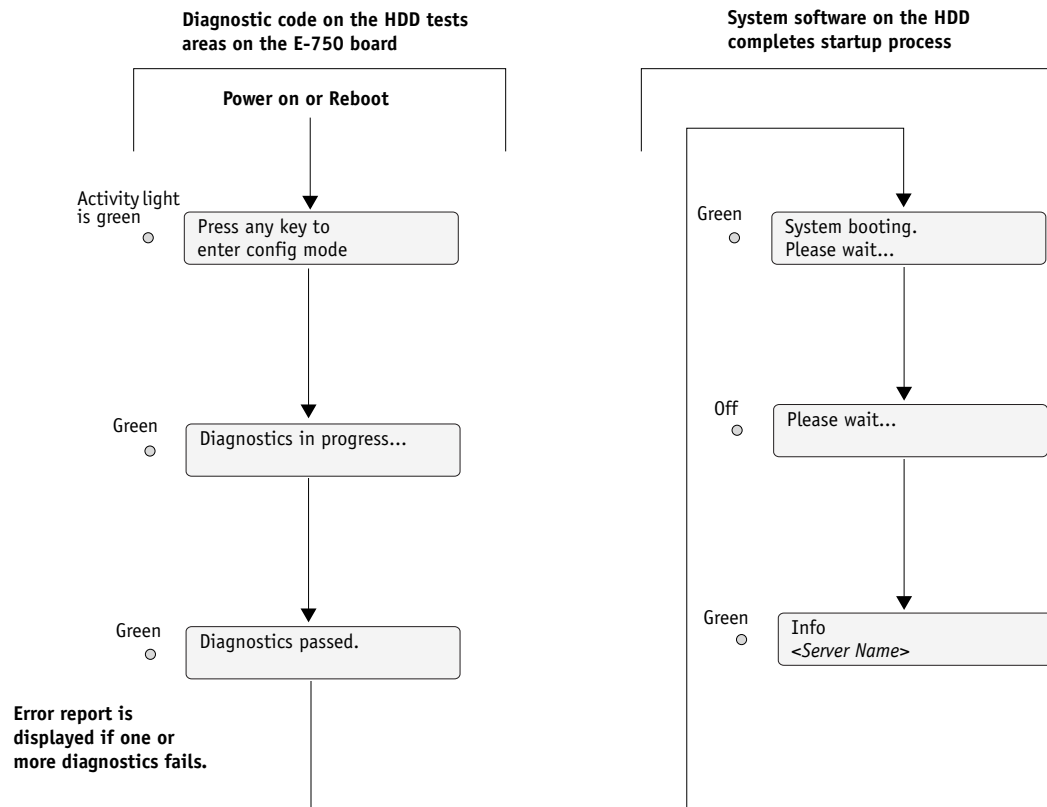 Diagnostic code on the HDD tests
areas on the E-750 board
Power on or Reboot
Activity light
is green
Press any key to
enter config mode
Green
Diagnostics in progress...
Green
Diagnostics passed.
Error report is
displayed if one or
more diagnostics fails.
System software on the HDD
completes startup process
Green
System booting.
Please wait...
Off
Please wait...
Green
Info
<Server Name>